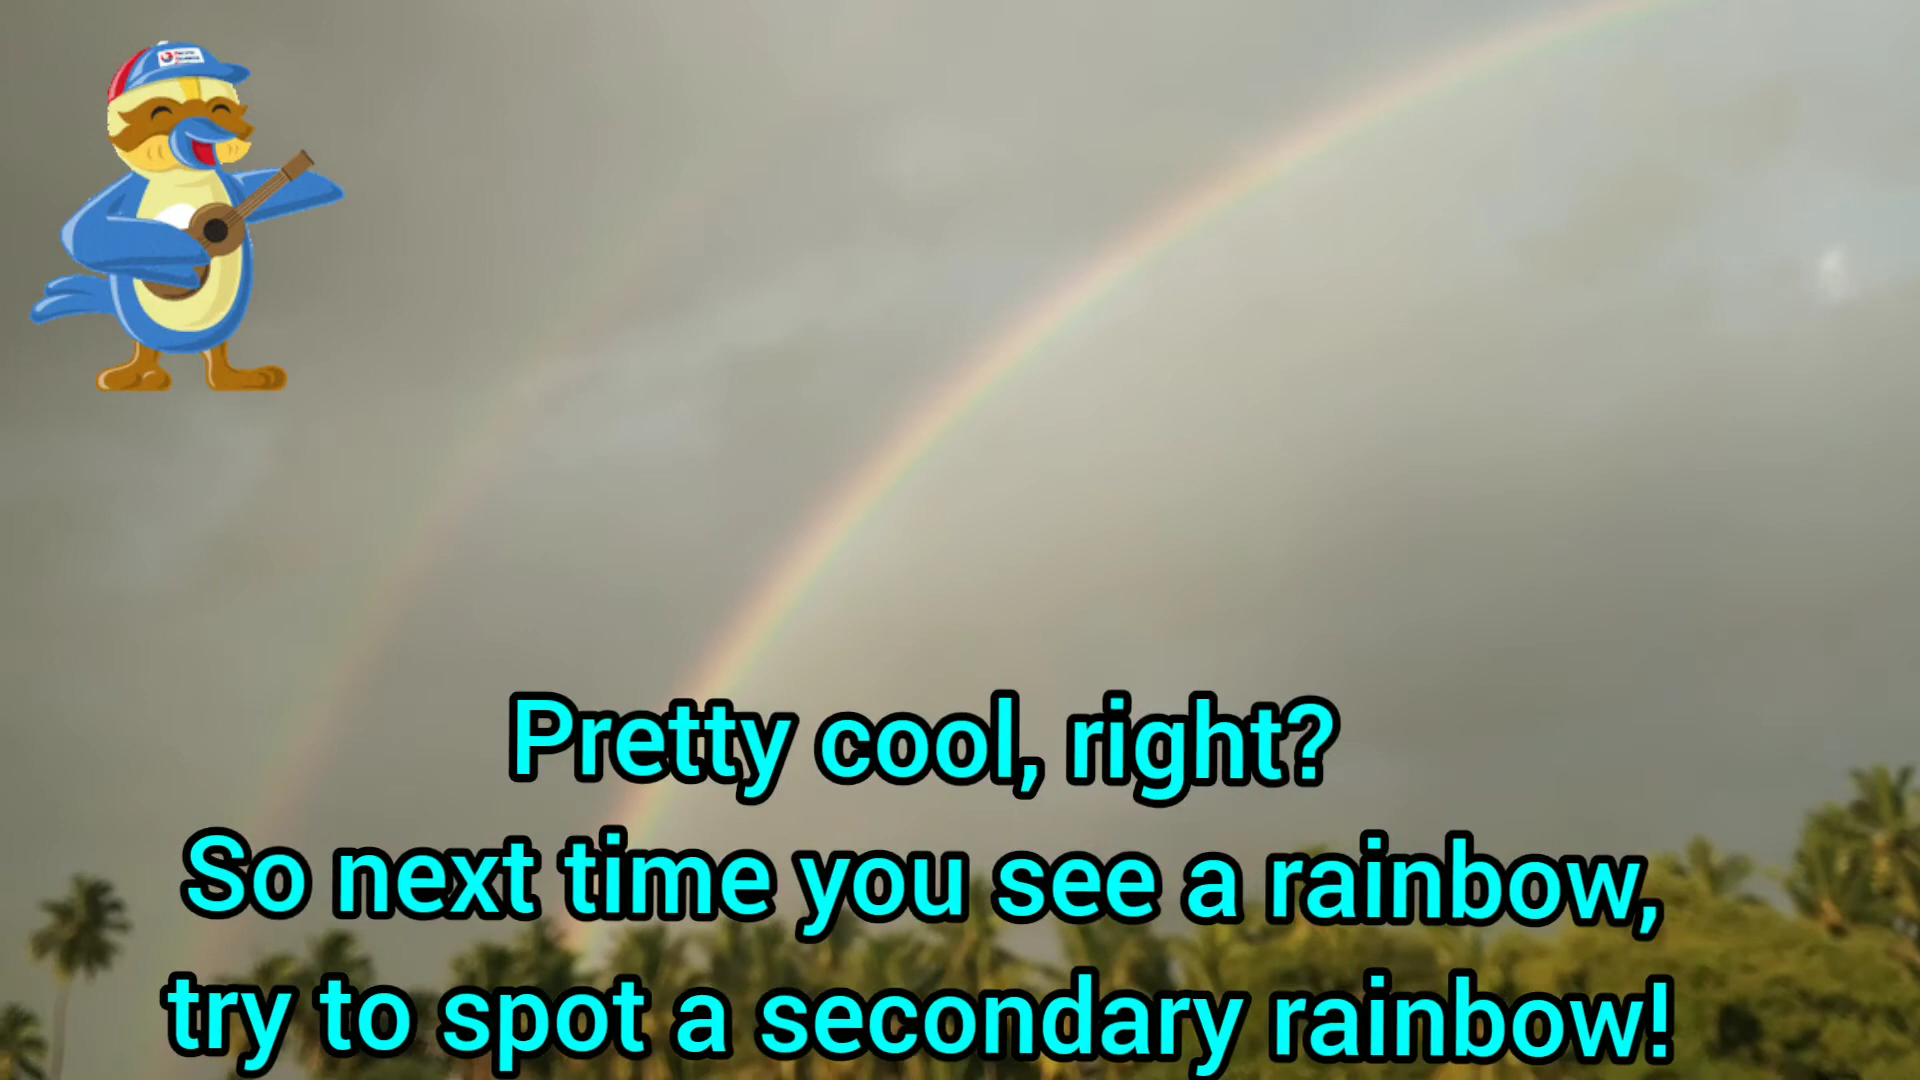 Pretty cool, right?
So next time you see a rainbow,
try to spot a secondary rainbow!